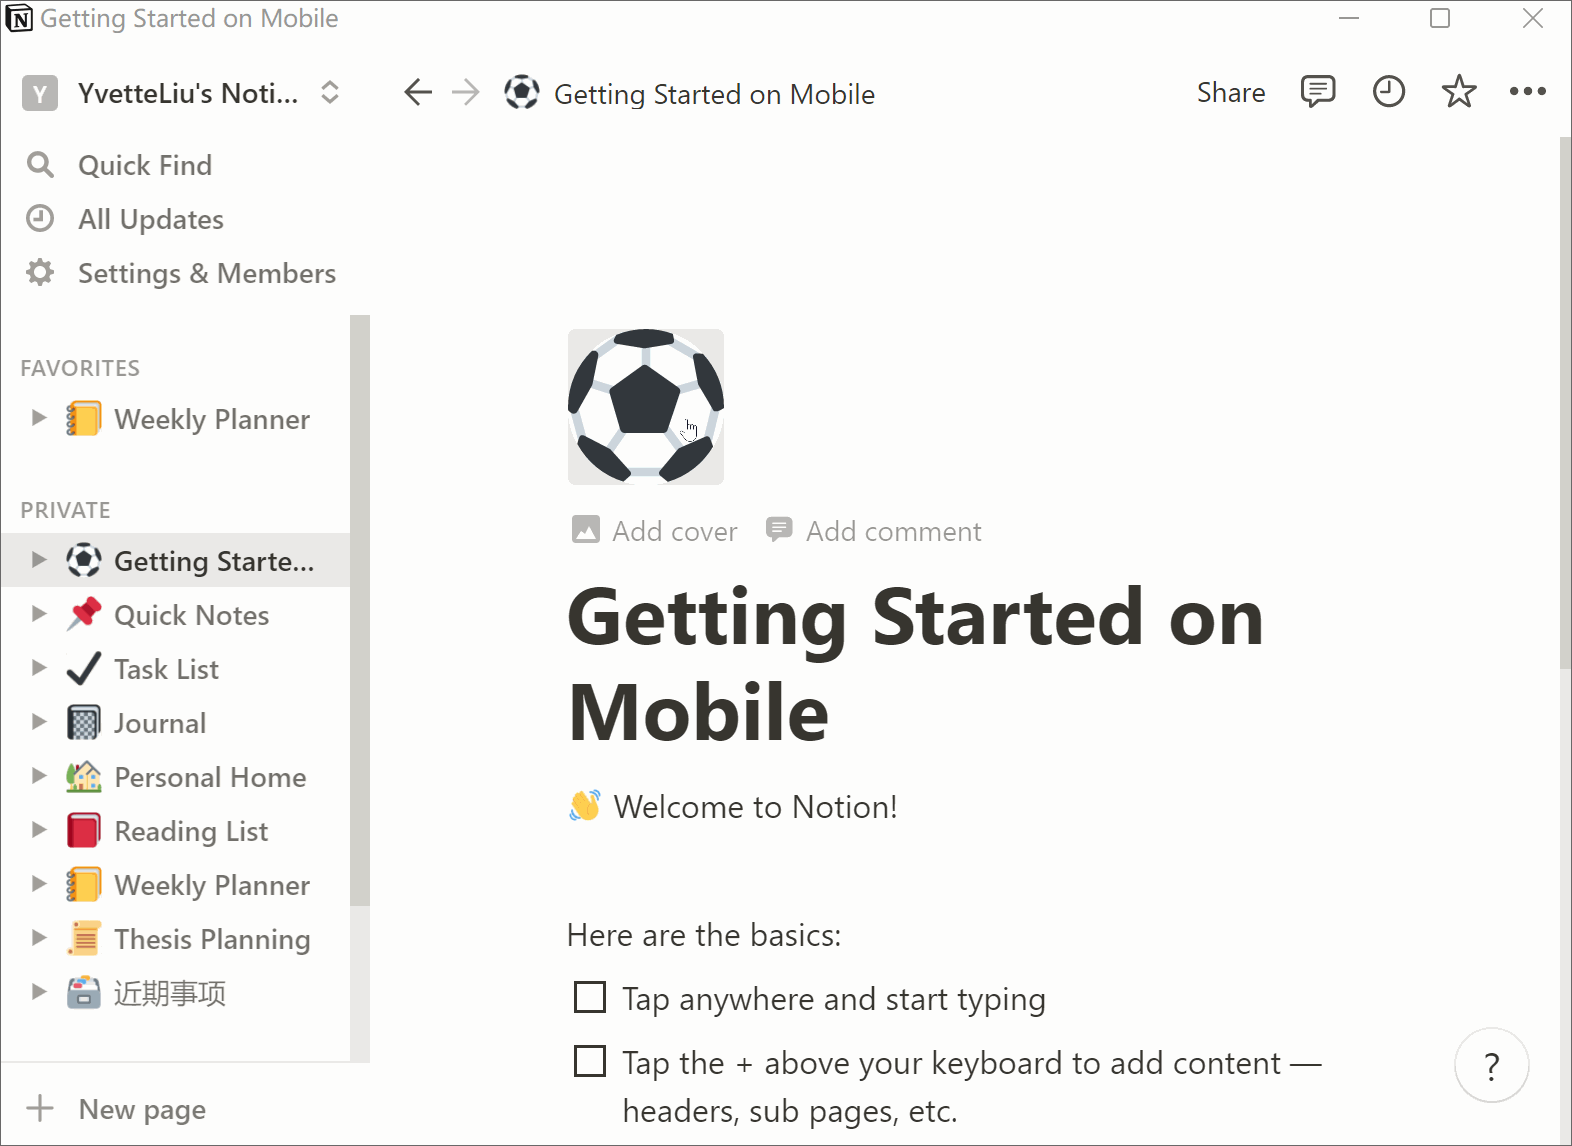 Getting Started on Mobile
Y YvetteLiu's Noti...
Getting Started on Mobile
Share
Quick Find
All Updates
Settings & Members
FAVORITES
Weekly Planner
PRIVATE
Getting Starte...
Quick Notes
Task List
Journal
Personal Home
Reading List
Weekly Planner
Thesis Planning
近期事项
New page
Add cover
Add comment
Getting Started on
Mobile
👋 Welcome to Notion!
Here are the basics:
Tap anywhere and start typing
Tap the + above your keyboard to add content —
headers, sub pages, etc.
?